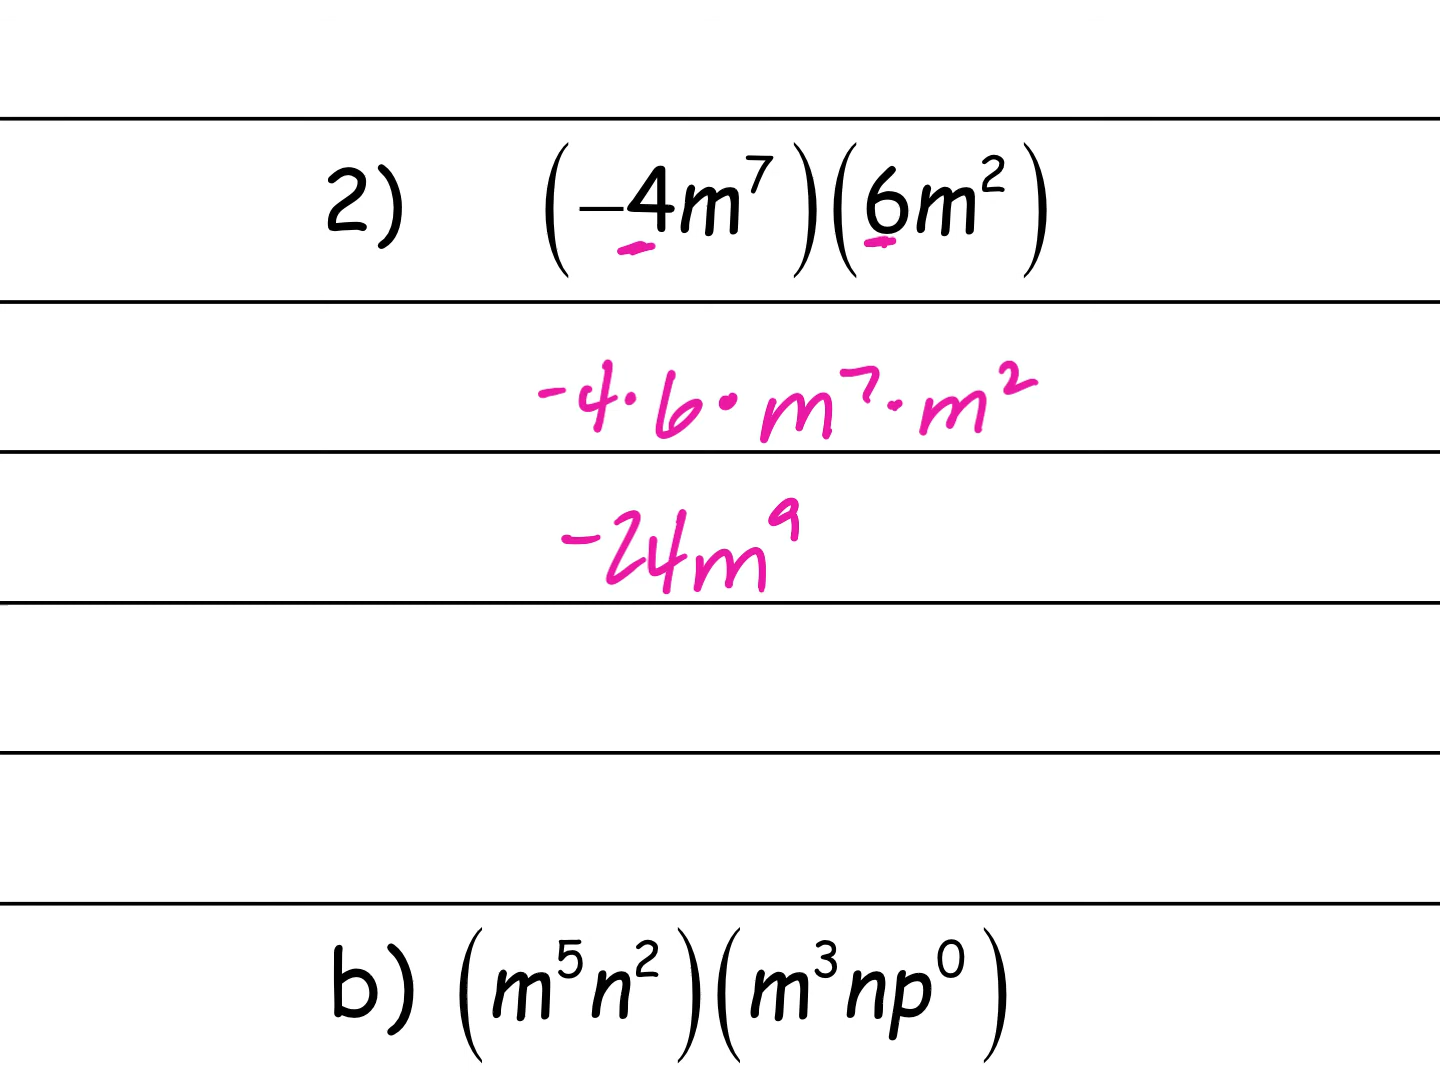 2) (−4m⁷)(6m²)
-4·6·m⁷·m²
-24m⁹
b) (m⁵n²)(m³np⁰)